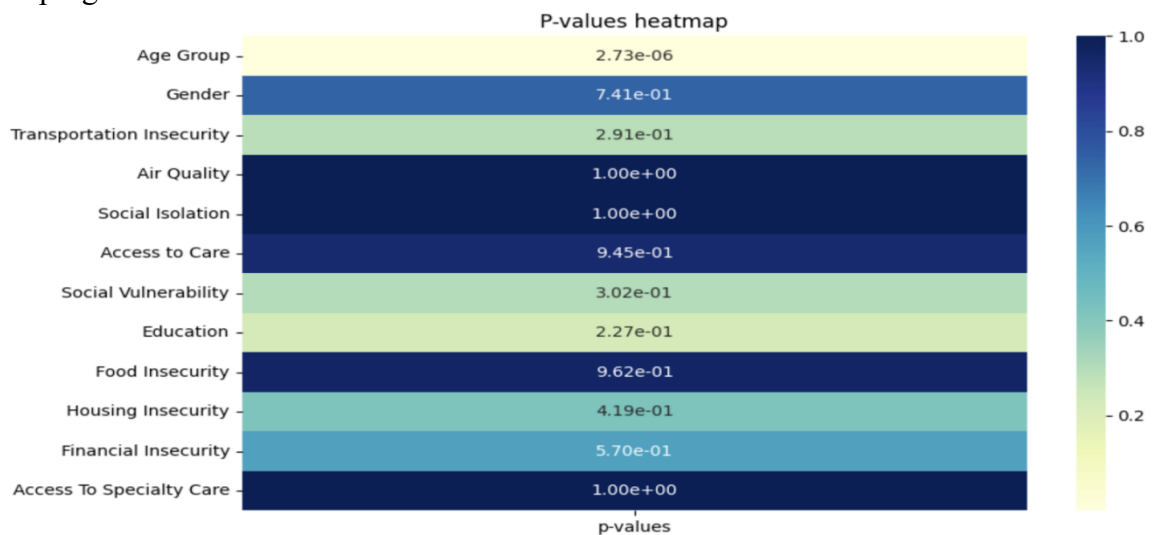 P-values heatmap
Age Group 2.73e-06
Gender 7.41e-01
Transportation Insecurity 2.91e-01
Air Quality 1.00e+00
Social Isolation 1.00e+00
Access to Care 9.45e-01
Social Vulnerability 3.02e-01
Education 2.27e-01
Food Insecurity 9.62e-01
Housing Insecurity 4.19e-01
Financial Insecurity 5.70e-01
Access To Specialty Care 1.00e+00
p-values
1.0
0.8
0.6
0.4
0.2